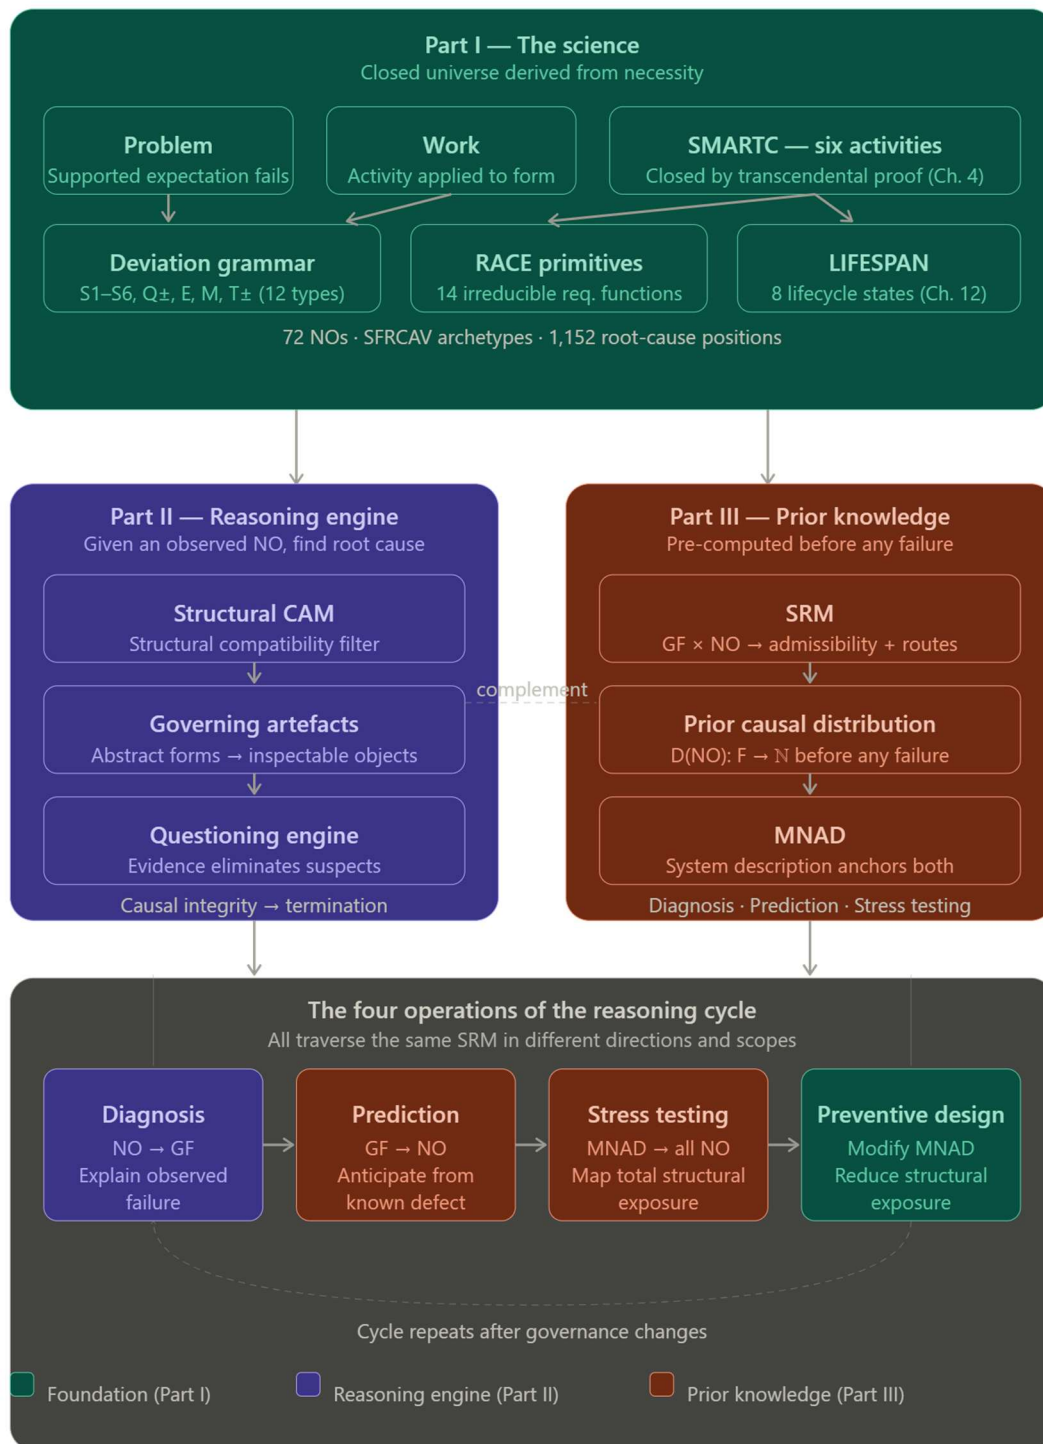 Part I — The science
Closed universe derived from necessity
Problem
Supported expectation fails
Work
Activity applied to form
SMARTC — six activities
Closed by transcendental proof (Ch. 4)
Deviation grammar
S1–S6, Q±, E, M, T± (12 types)
RACE primitives
14 irreducible req. functions
LIFESPAN
8 lifecycle states (Ch. 12)
72 NOs · SFRCAV archetypes · 1,152 root-cause positions
Part II — Reasoning engine
Given an observed NO, find root cause
Structural CAM
Structural compatibility filter
Governing artefacts
Abstract forms → inspectable objects
Questioning engine
Evidence eliminates suspects
Causal integrity → termination
complement
Part III — Prior knowledge
Pre-computed before any failure
SRM
GF × NO → admissibility + routes
Prior causal distribution
D(NO): F → ℕ before any failure
MNAD
System description anchors both
Diagnosis · Prediction · Stress testing
The four operations of the reasoning cycle
All traverse the same SRM in different directions and scopes
Diagnosis
NO → GF
Explain observed
failure
Prediction
GF → NO
Anticipate from
known defect
Stress testing
MNAD → all NO
Map total structural
exposure
Preventive design
Modify MNAD
Reduce structural
exposure
Cycle repeats after governance changes
Foundation (Part I)
Reasoning engine (Part II)
Prior knowledge (Part III)